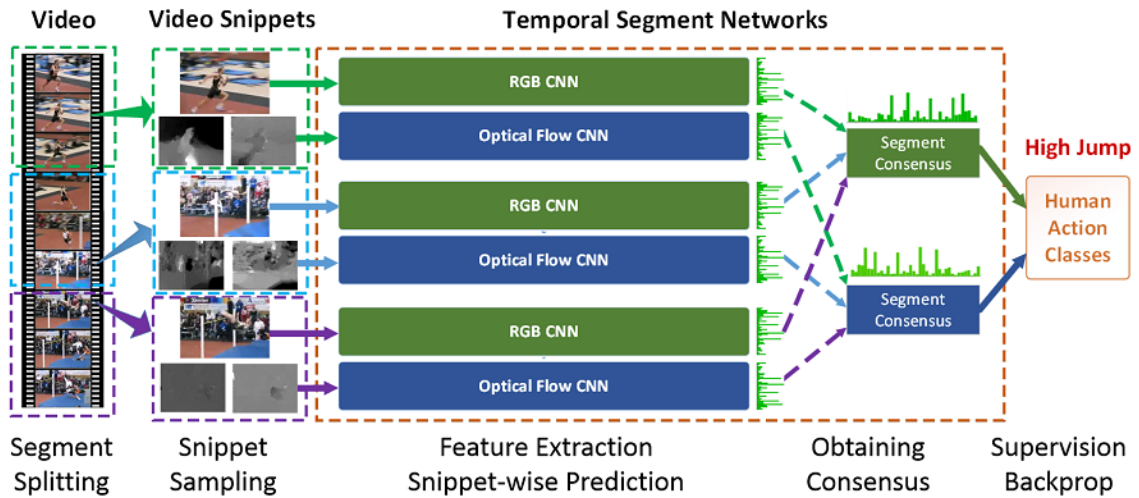 Video
Video Snippets
Temporal Segment Networks
RGB CNN
Optical Flow CNN
RGB CNN
Optical Flow CNN
RGB CNN
Optical Flow CNN
Segment
Consensus
Segment
Consensus
High Jump
Human
Action
Classes
Segment
Splitting
Snippet
Sampling
Feature Extraction
Snippet-wise Prediction
Obtaining
Consensus
Supervision
Backprop